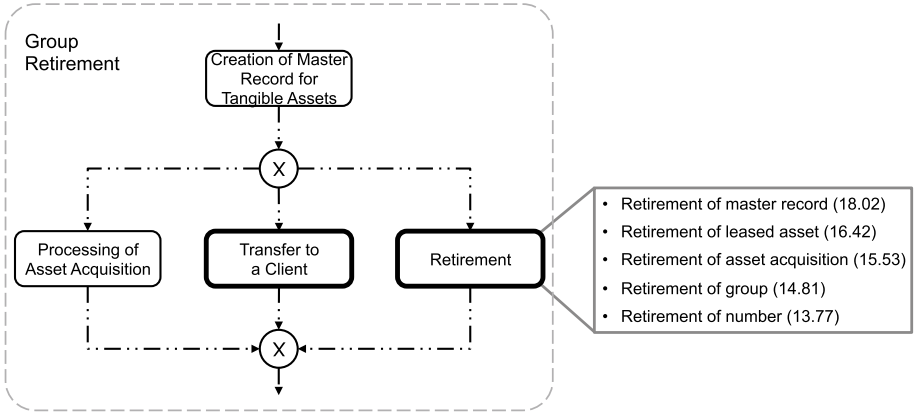 Group
Retirement
Creation of Master
Record for
Tangible Assets
X
Processing of
Asset Acquisition
Transfer to
a Client
Retirement
• Retirement of master record (18.02)
• Retirement of leased asset (16.42)
• Retirement of asset acquisition (15.53)
• Retirement of group (14.81)
• Retirement of number (13.77)
X